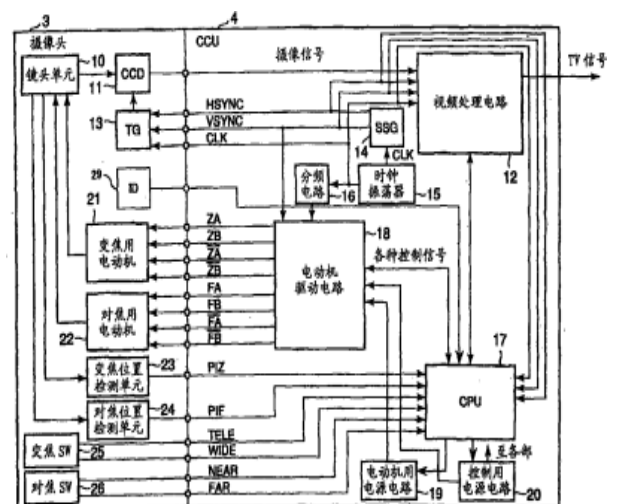 3
4
摄像头
CCU
10
镜头单元
CCD
11
摄像信号
TV 信号
视频处理电路
12
13
TG
HSYNC
VSYNC
CLK
SSG
14
CLK
分频
电路
16
时钟
振荡器
15
29
ID
21
变焦用
电动机
ZA
ZB
Z̅A̅
Z̅B̅
18
电动机
驱动电路
各种控制信号
对焦用
电动机
22
FA
FB
F̅A̅
F̅B̅
17
CPU
变焦位置
检测单元
23
PIZ
对焦位置
检测单元
24
PIF
变焦 SW
25
TELE
WIDE
对焦 SW
26
NEAR
FAR
电动机用
电源电路
19
控制用
电源电路
20
至各部